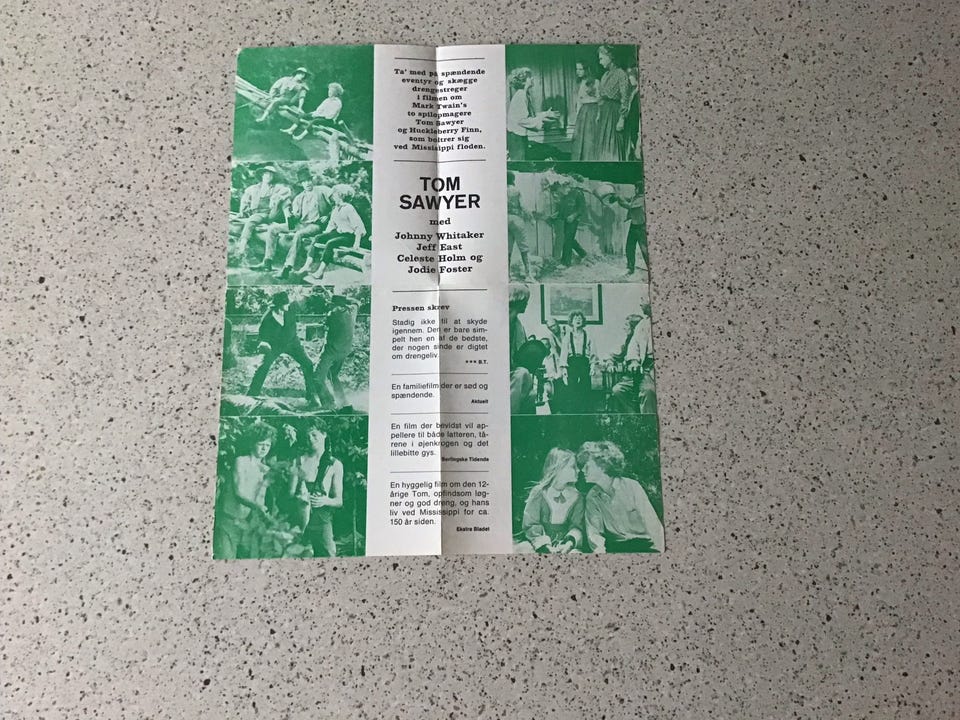 Ta' med på spændende
eventyr og skægge
drengestreger
i filmen om
Mark Twain's
to spilopmagere
Tom Sawyer
og Huckleberry Finn,
som boltrer sig
ved Missisippi floden.
TOM
SAWYER
med
Johnny Whitaker
Jeff East
Celeste Holm og
Jodie Foster
Pressen skrev
Stadig ikke til at skyde
igennem. Den er bare sim-
pelt hen en af de bedste,
der nogen sinde er digtet
om drengeliv.
*** B.T.
En familiefilm der er sød og
spændende.
Aktuelt
En film der bevidst vil ap-
pellere til både latteren, tå-
rene i øjenkrogen og det
lillebitte gys.
Berlingske Tidende
En hyggelig film om den 12-
årige Tom, opfindsom løg-
ner og god dreng, og hans
liv ved Mississippi for ca.
150 år siden.
Ekstra Bladet